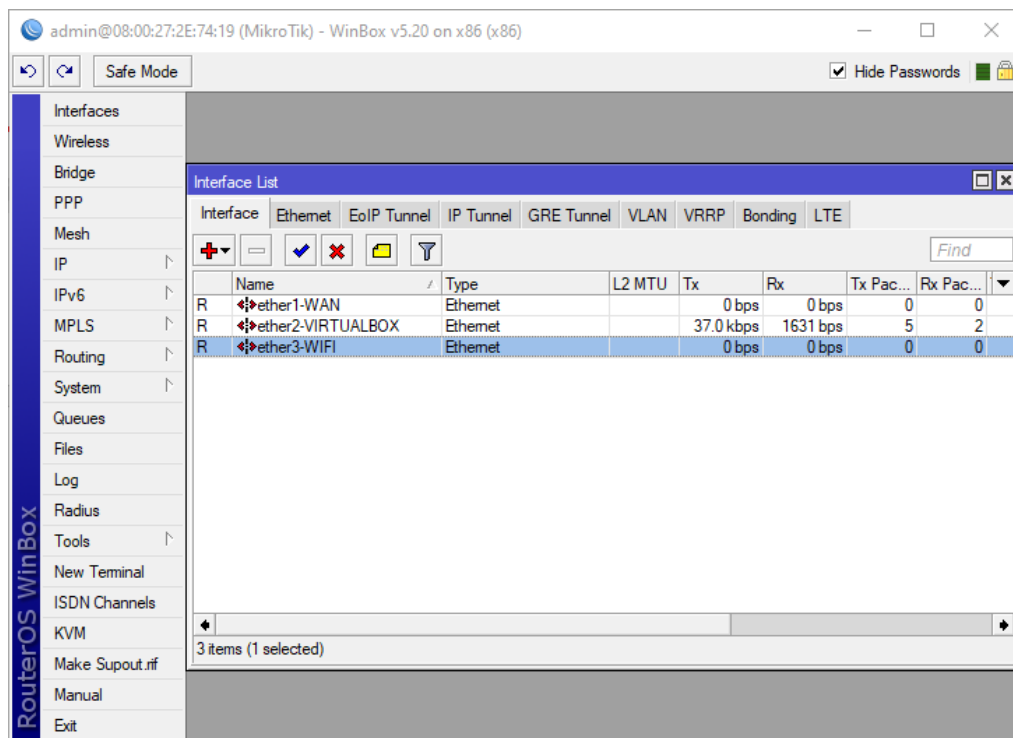 admin@08:00:27:2E:74:19 (MikroTik) - WinBox v5.20 on x86 (x86)
Safe Mode
Hide Passwords
RouterOS WinBox
Interfaces
Wireless
Bridge
PPP
Mesh
IP
IPv6
MPLS
Routing
System
Queues
Files
Log
Radius
Tools
New Terminal
ISDN Channels
KVM
Make Supout.rif
Manual
Exit
Interface List
Interface Ethernet EoIP Tunnel IP Tunnel GRE Tunnel VLAN VRRP Bonding LTE
Find
Name Type L2 MTU Tx Rx Tx Pac... Rx Pac...
R ether1-WAN Ethernet 0 bps 0 bps 0 0
R ether2-VIRTUALBOX Ethernet 37.0 kbps 1631 bps 5 2
R ether3-WIFI Ethernet 0 bps 0 bps 0 0
3 items (1 selected)